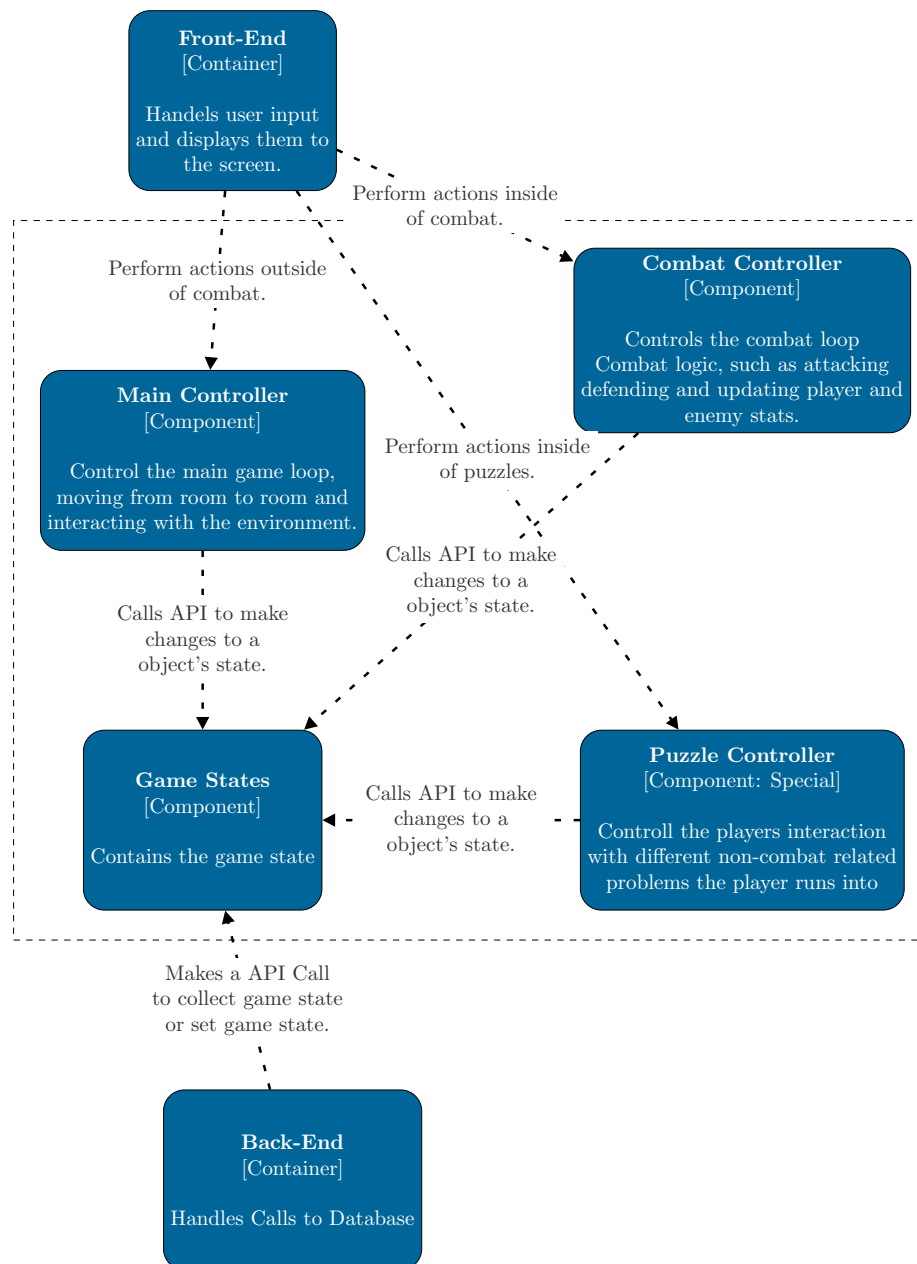 Front-End
[Container]
Handels user input
and displays them to
the screen.
Perform actions inside
of combat.
Perform actions outside
of combat.
Combat Controller
[Component]
Controls the combat loop
Combat logic, such as attacking
defending and updating player and
enemy stats.
Main Controller
[Component]
Control the main game loop,
moving from room to room and
interacting with the environment.
Perform actions inside
of puzzles.
Calls API to make
changes to a
object's state.
Calls API to make
changes to a
object's state.
Game States
[Component]
Contains the game state
Calls API to make
changes to a
object's state.
Puzzle Controller
[Component: Special]
Controll the players interaction
with different non-combat related
problems the player runs into
Makes a API Call
to collect game state
or set game state.
Back-End
[Container]
Handles Calls to Database